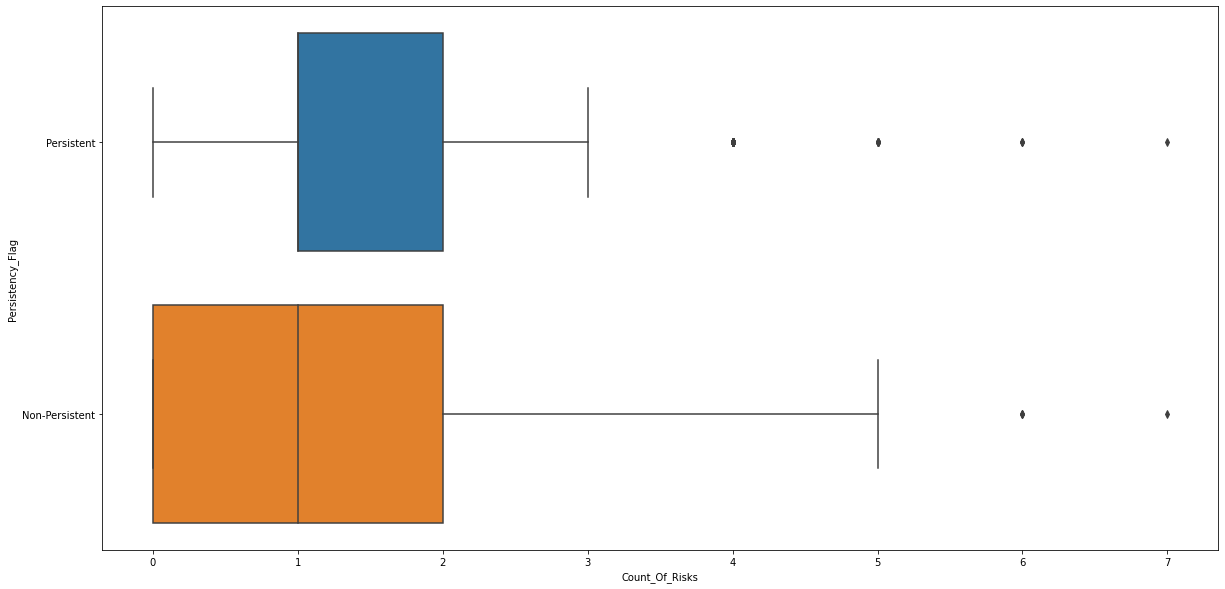 Persistent
Non-Persistent
Persistency_Flag
0 1 2 3 4 5 6 7
Count_Of_Risks